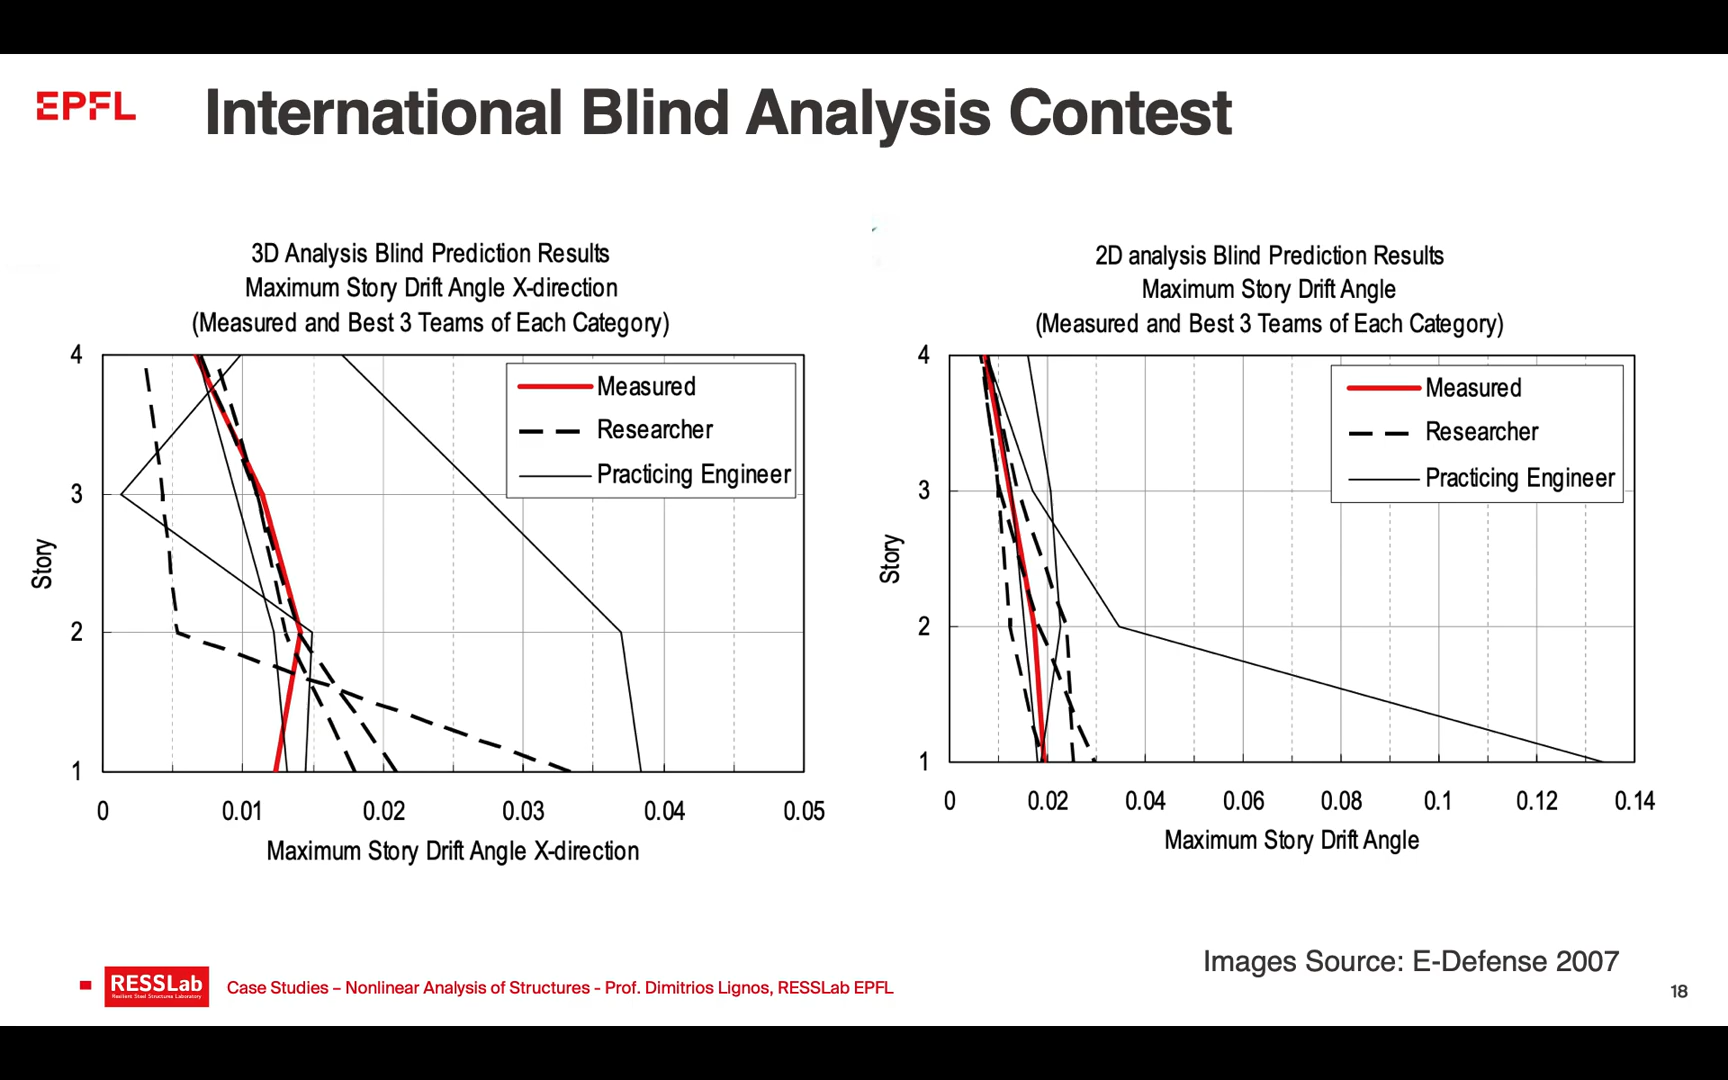 EPFL
International Blind Analysis Contest
3D Analysis Blind Prediction Results
Maximum Story Drift Angle X-direction
(Measured and Best 3 Teams of Each Category)
4
3
2
1
Story
Measured
Researcher
Practicing Engineer
0 0.01 0.02 0.03 0.04 0.05
Maximum Story Drift Angle X-direction
2D analysis Blind Prediction Results
Maximum Story Drift Angle
(Measured and Best 3 Teams of Each Category)
4
3
2
1
Story
Measured
Researcher
Practicing Engineer
0 0.02 0.04 0.06 0.08 0.1 0.12 0.14
Maximum Story Drift Angle
Images Source: E-Defense 2007
RESSLab
Resilient Steel Structures Laboratory
Case Studies – Nonlinear Analysis of Structures - Prof. Dimitrios Lignos, RESSLab EPFL
18